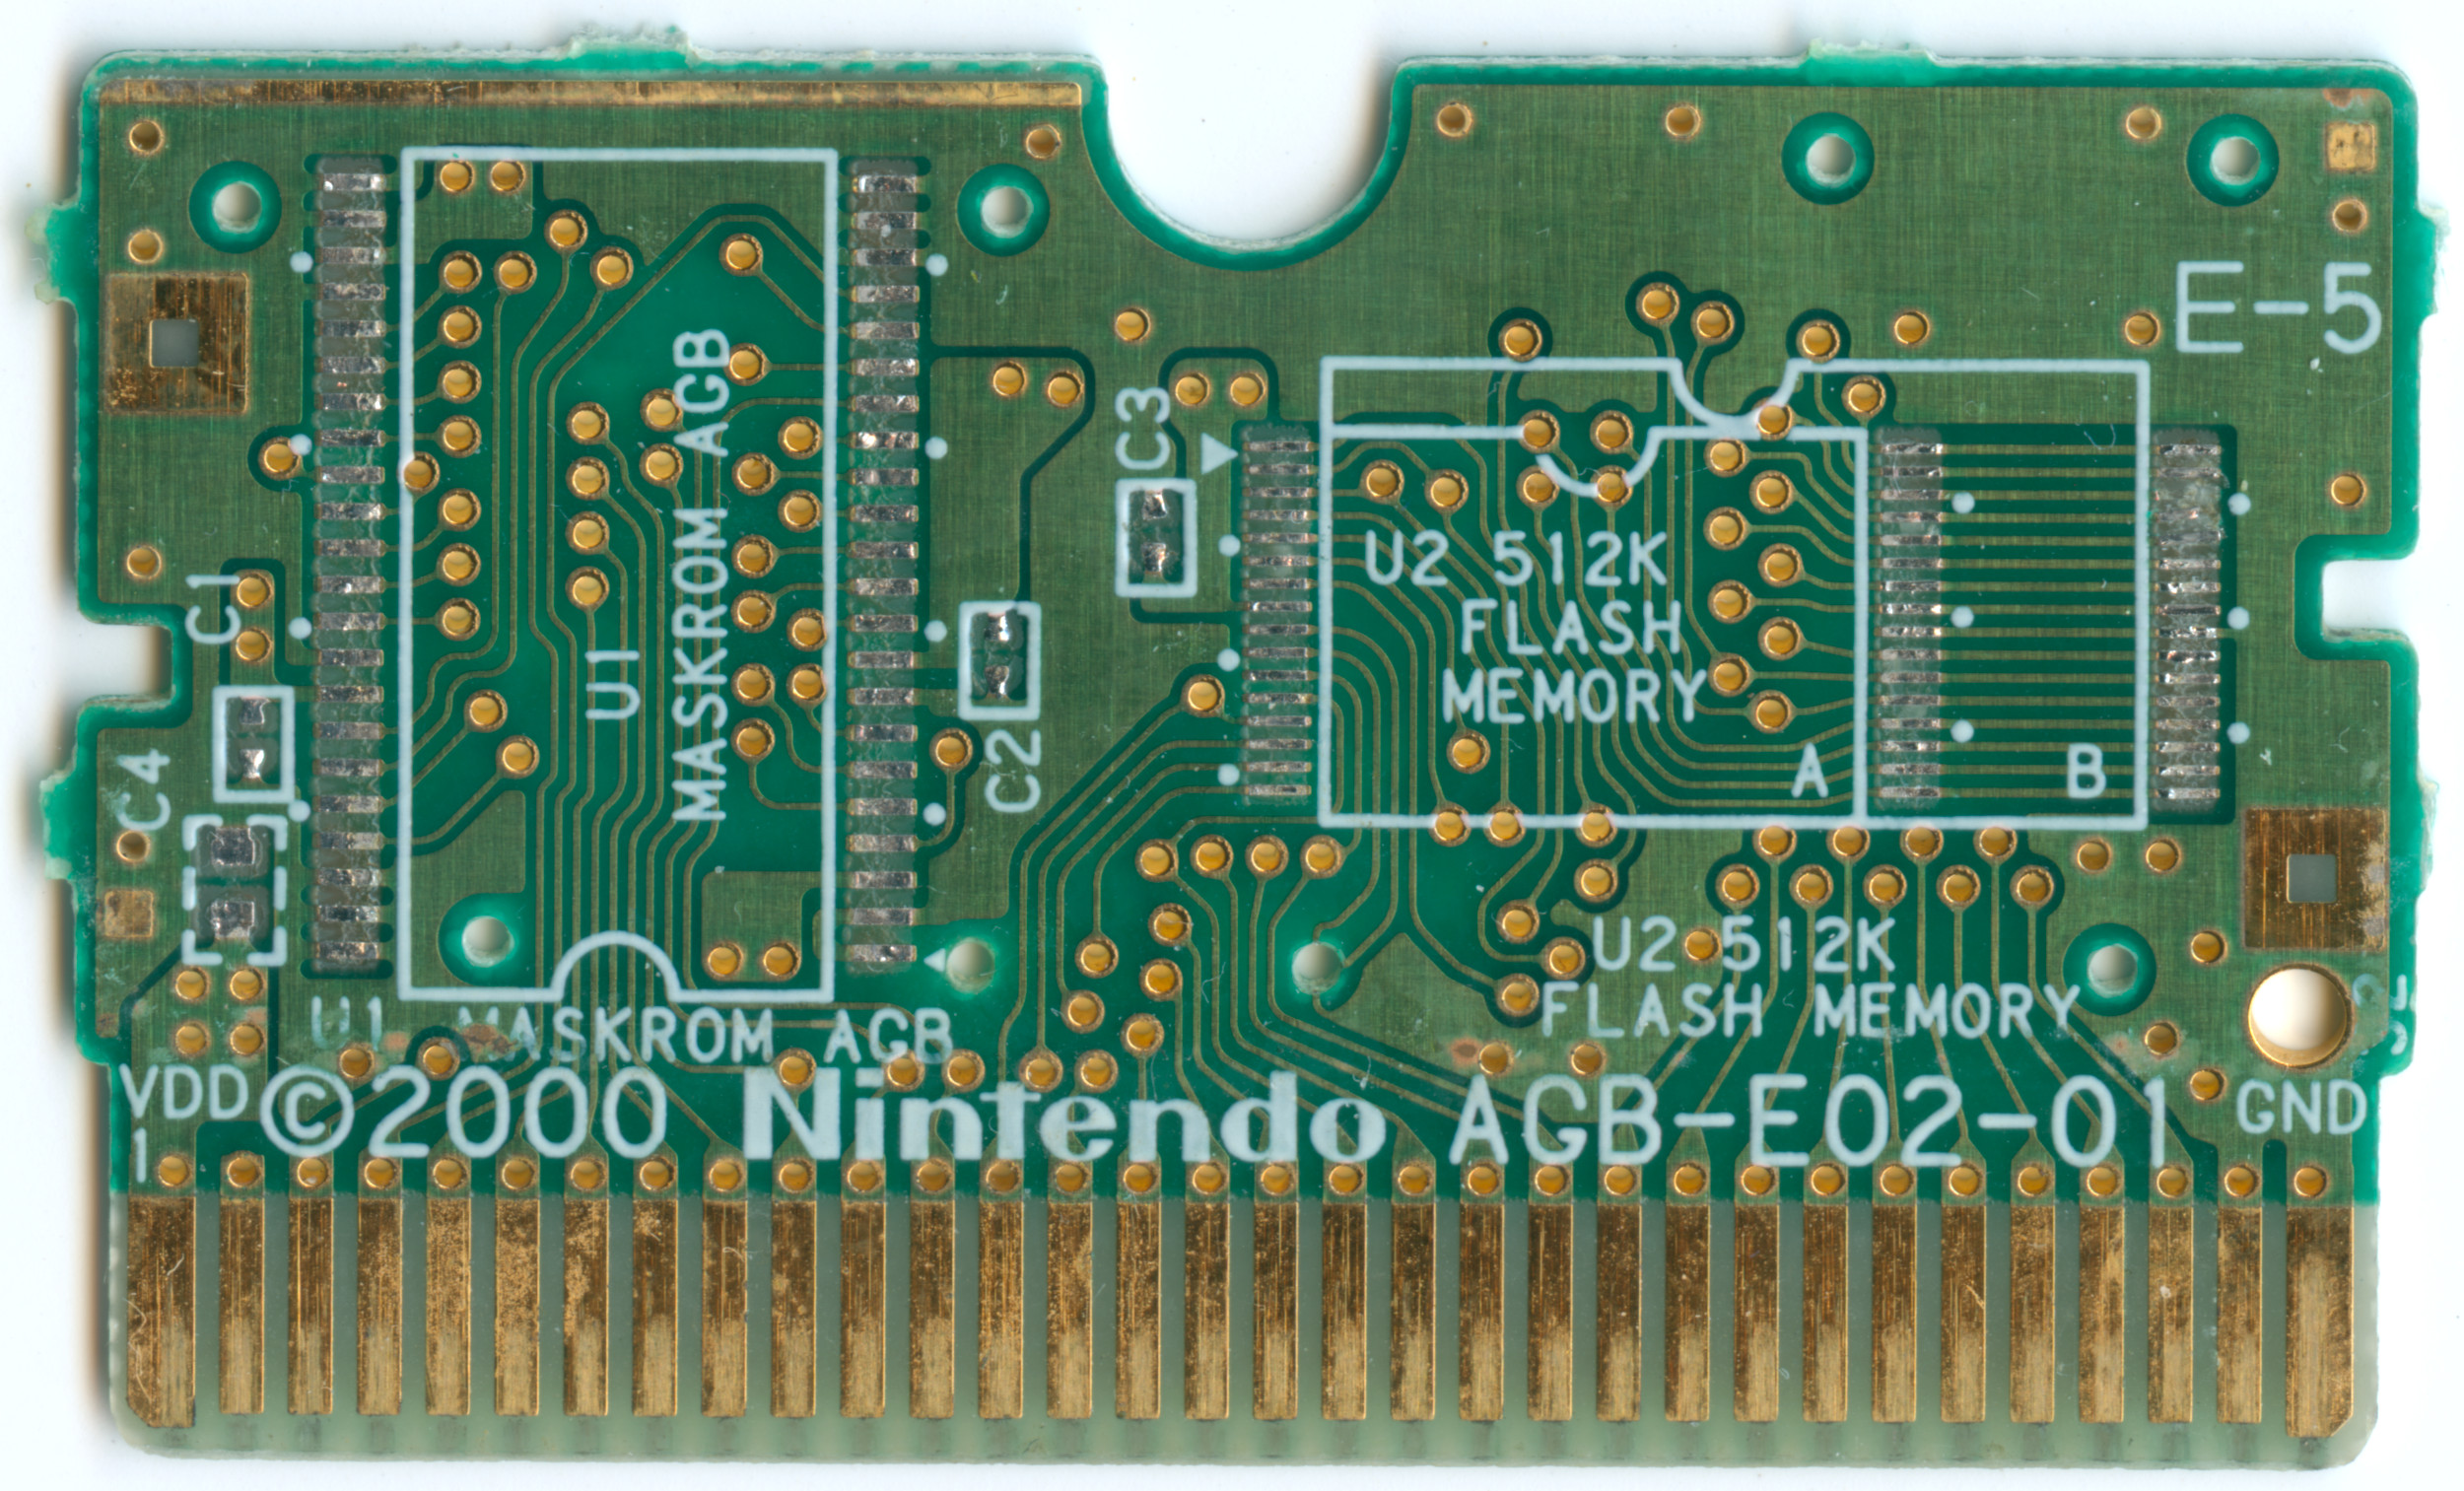 E-5
C3
C1
U1
MASKROM AGB
U2 512K
FLASH
MEMORY
A
B
C2
C4
U2 512K
FLASH MEMORY
U1 MASKROM AGB
VDD
1
©2000 Nintendo AGB-E02-01
GND